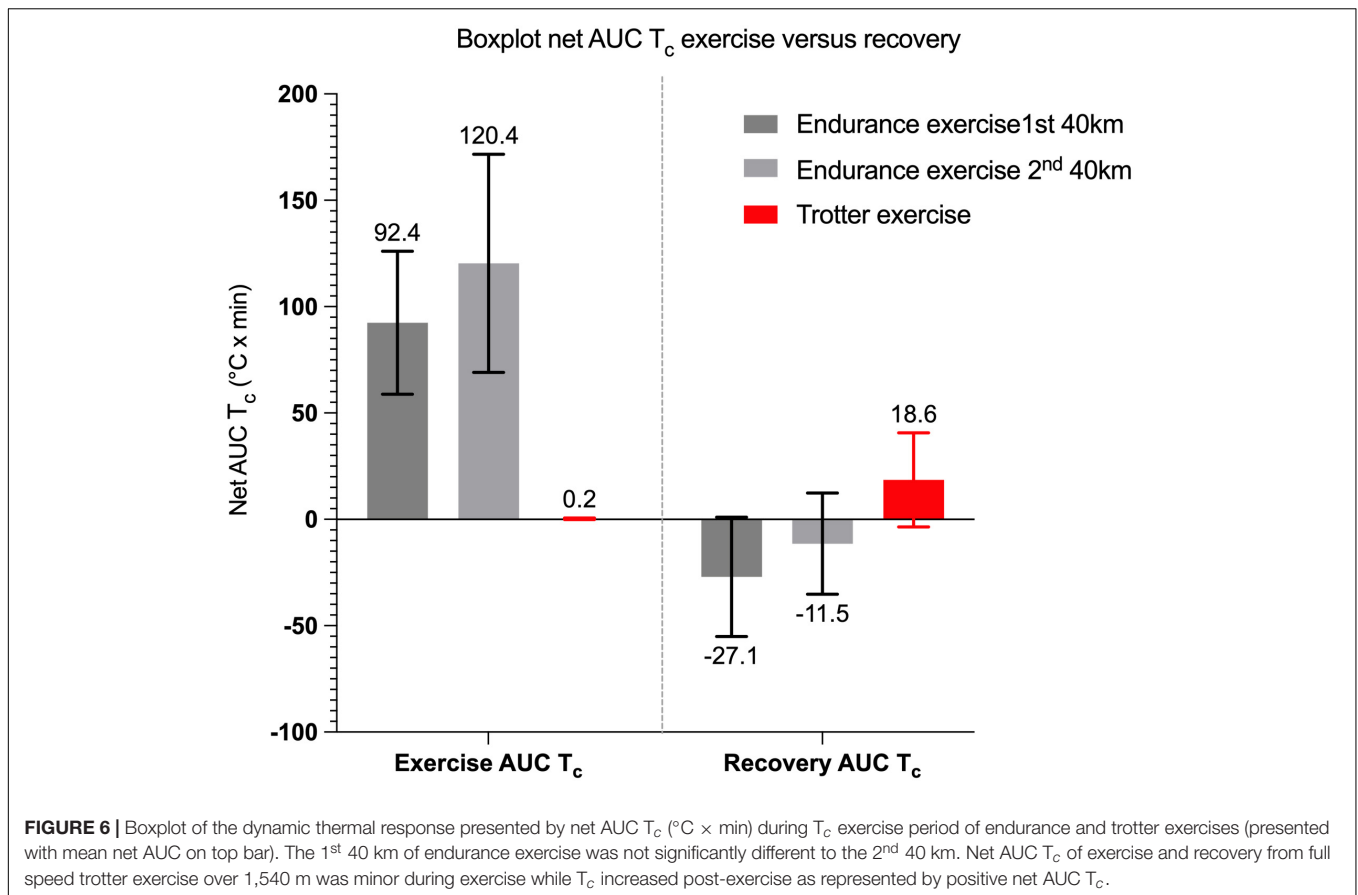 Boxplot net AUC Tc exercise versus recovery
200
150
100
50
0
-50
-100
Net AUC Tc (°C x min)
92.4
120.4
0.2
-27.1
-11.5
18.6
Endurance exercise1st 40km
Endurance exercise 2nd 40km
Trotter exercise
Exercise AUC Tc
Recovery AUC Tc
FIGURE 6 | Boxplot of the dynamic thermal response presented by net AUC Tc (°C × min) during Tc exercise period of endurance and trotter exercises (presented
with mean net AUC on top bar). The 1st 40 km of endurance exercise was not significantly different to the 2nd 40 km. Net AUC Tc of exercise and recovery from full
speed trotter exercise over 1,540 m was minor during exercise while Tc increased post-exercise as represented by positive net AUC Tc.